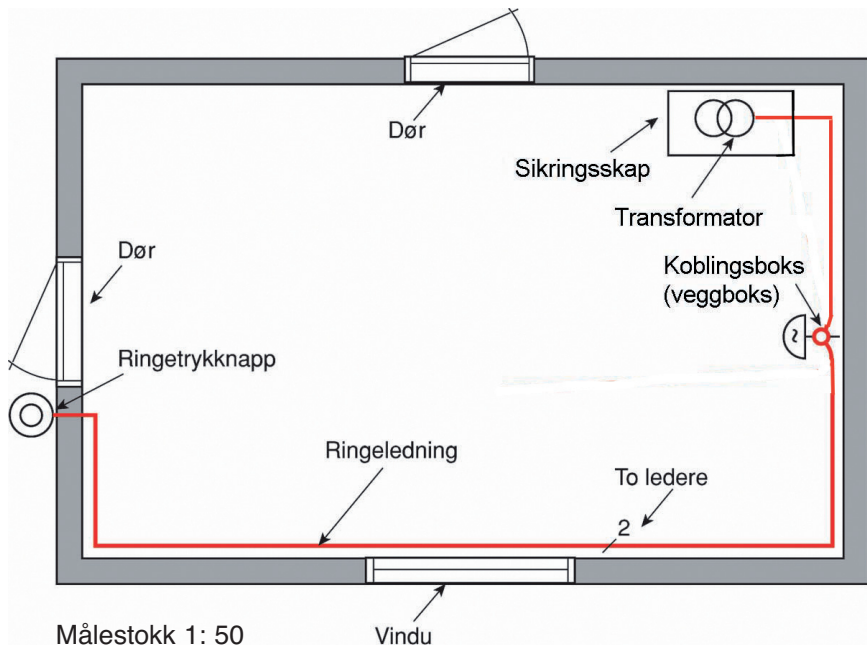 Dør
Sikringsskap
Transformator
Dør
Koblingsboks
(veggboks)
~
Ringetrykknapp
Ringeledning
To ledere
2
Målestokk 1: 50
Vindu